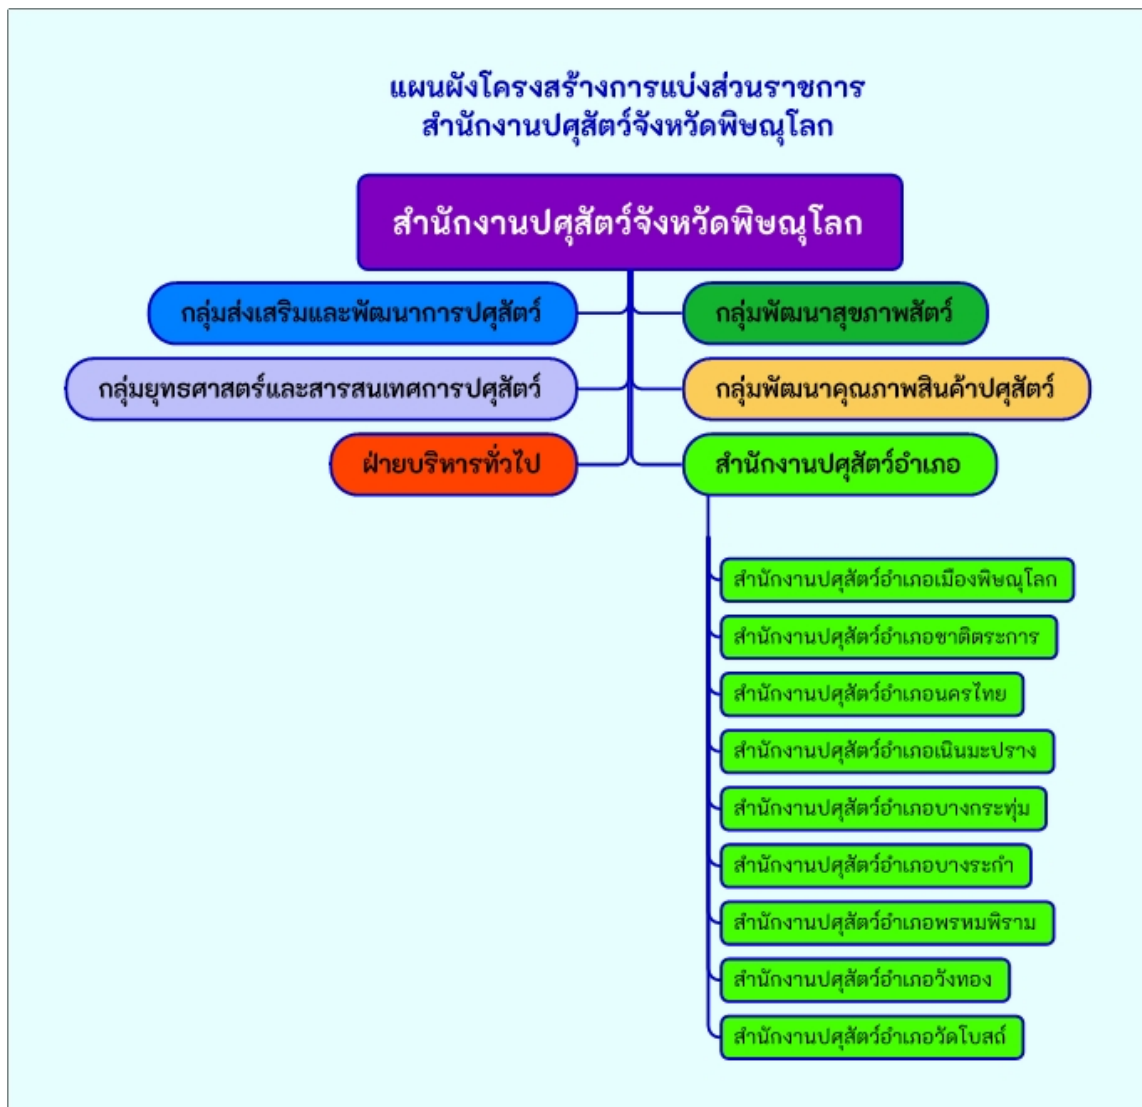 แผนผังโครงสร้างการแบ่งส่วนราชการ
สำนักงานปศุสัตว์จังหวัดพิษณุโลก
สำนักงานปศุสัตว์จังหวัดพิษณุโลก
กลุ่มส่งเสริมและพัฒนาการปศุสัตว์
กลุ่มพัฒนาสุขภาพสัตว์
กลุ่มยุทธศาสตร์และสารสนเทศการปศุสัตว์
กลุ่มพัฒนาคุณภาพสินค้าปศุสัตว์
ฝ่ายบริหารทั่วไป
สำนักงานปศุสัตว์อำเภอ
สำนักงานปศุสัตว์อำเภอเมืองพิษณุโลก
สำนักงานปศุสัตว์อำเภอชาติตระการ
สำนักงานปศุสัตว์อำเภอนครไทย
สำนักงานปศุสัตว์อำเภอเนินมะปราง
สำนักงานปศุสัตว์อำเภอบางกระทุ่ม
สำนักงานปศุสัตว์อำเภอบางระกำ
สำนักงานปศุสัตว์อำเภอพรหมพิราม
สำนักงานปศุสัตว์อำเภอวังทอง
สำนักงานปศุสัตว์อำเภอวัดโบสถ์